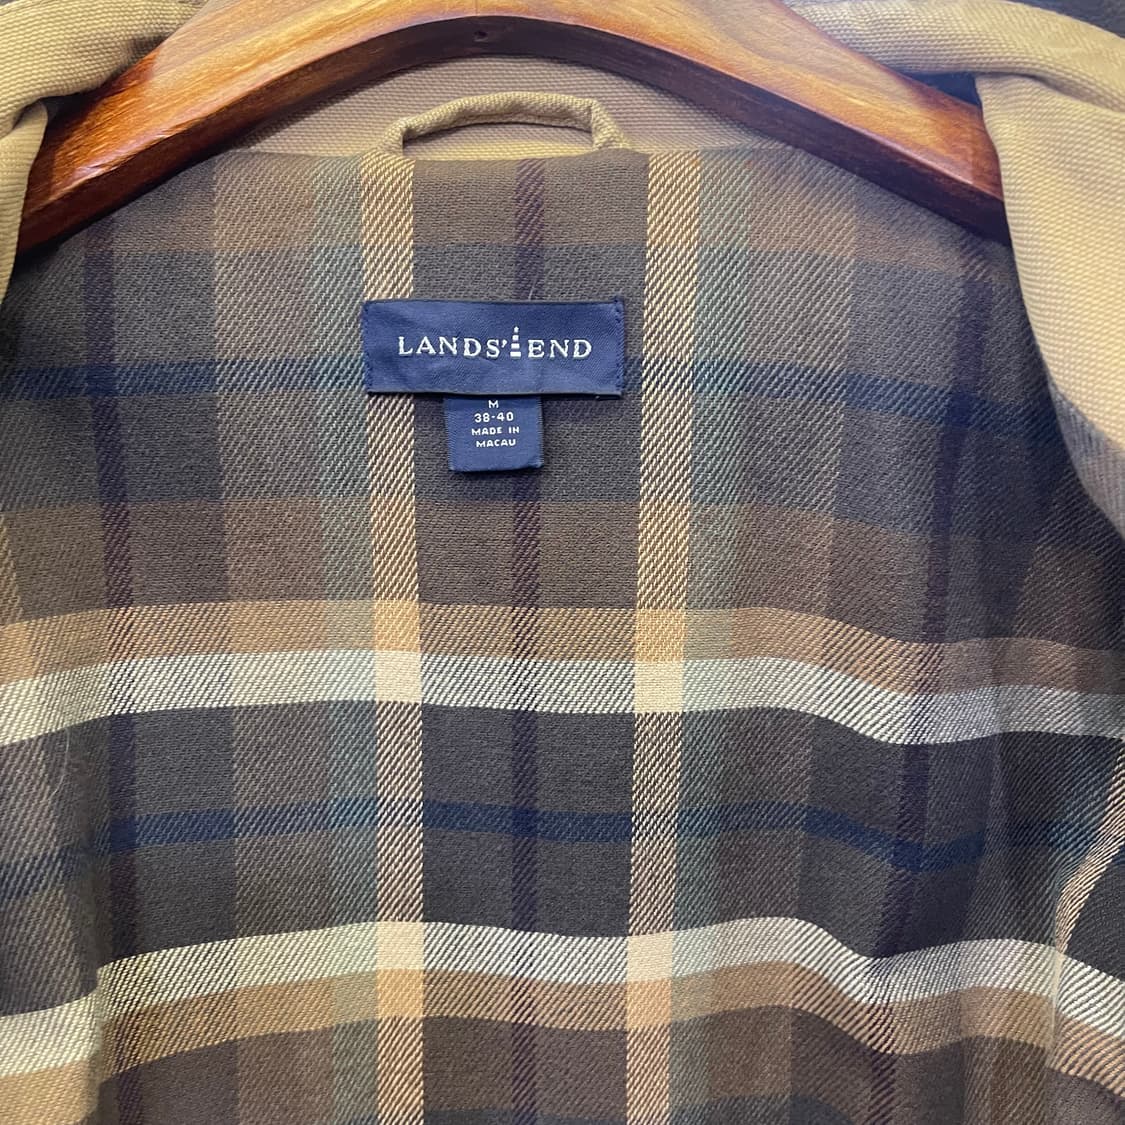 LANDS' END
M
38-40
MADE IN
MACAU